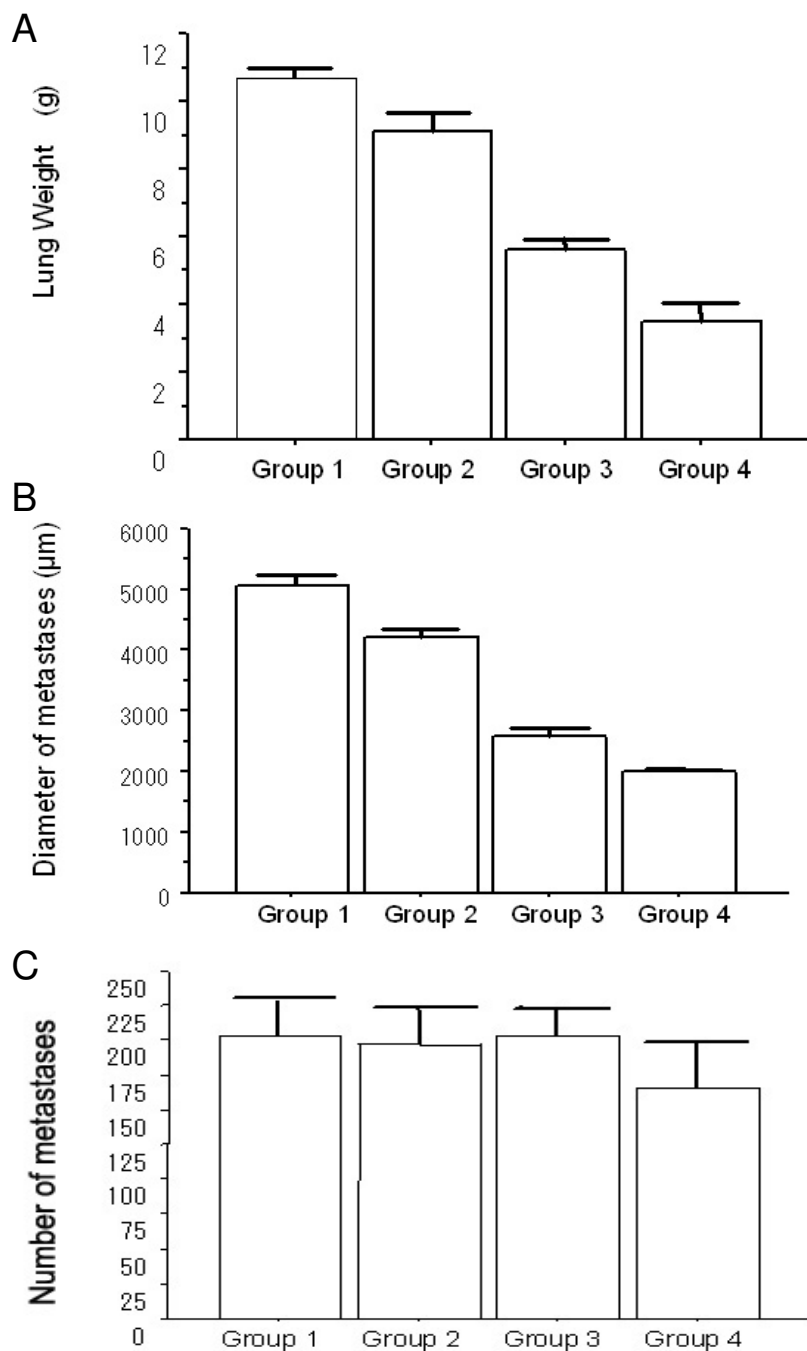 A
Lung Weight (g)
12
10
8
6
4
2
0
Group 1 Group 2 Group 3 Group 4
B
Diameter of metastases (µm)
6000
5000
4000
3000
2000
1000
0
Group 1 Group 2 Group 3 Group 4
C
Number of metastases
250
225
200
175
150
125
100
75
50
25
0
Group 1 Group 2 Group 3 Group 4